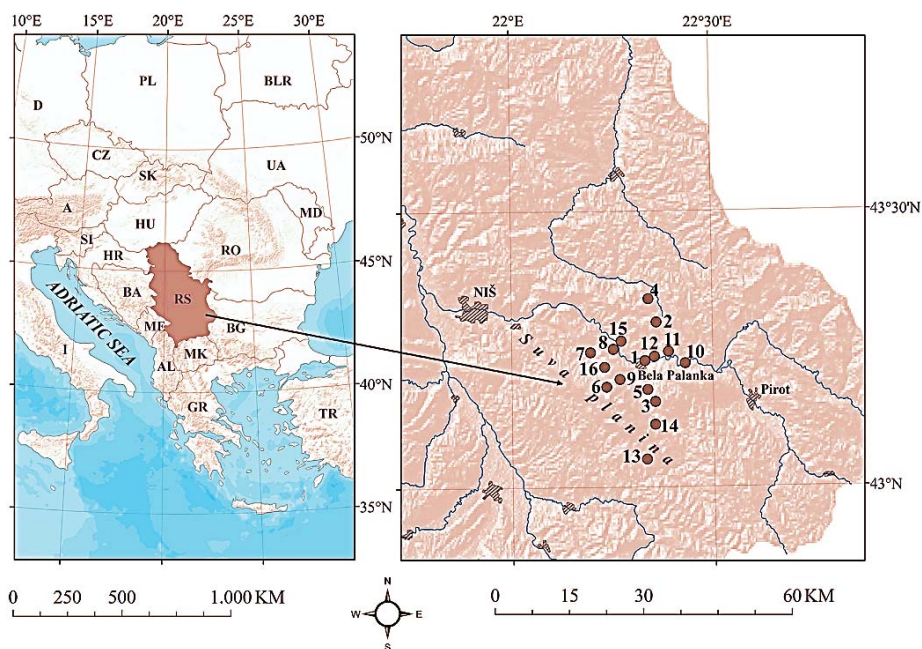 10°E 15°E 20°E 25°E 30°E
PL
BLR
D
50°N
CZ
UA
SK
MD
A
HU
SI
RO
HR
45°N
BA
RS
ADRIATIC SEA
ME
BG
I
MK
AL
40°N
GR
TR
35°N
22°E 22°30'E
43°30'N
NIŠ
4
2
15
11
8
12
7
1
10
16
Bela Palanka
9
6
5
Pirot
3
14
13
Suva planina
43°N
0 250 500 1.000 KM
N
W E
S
0 15 30 60 KM